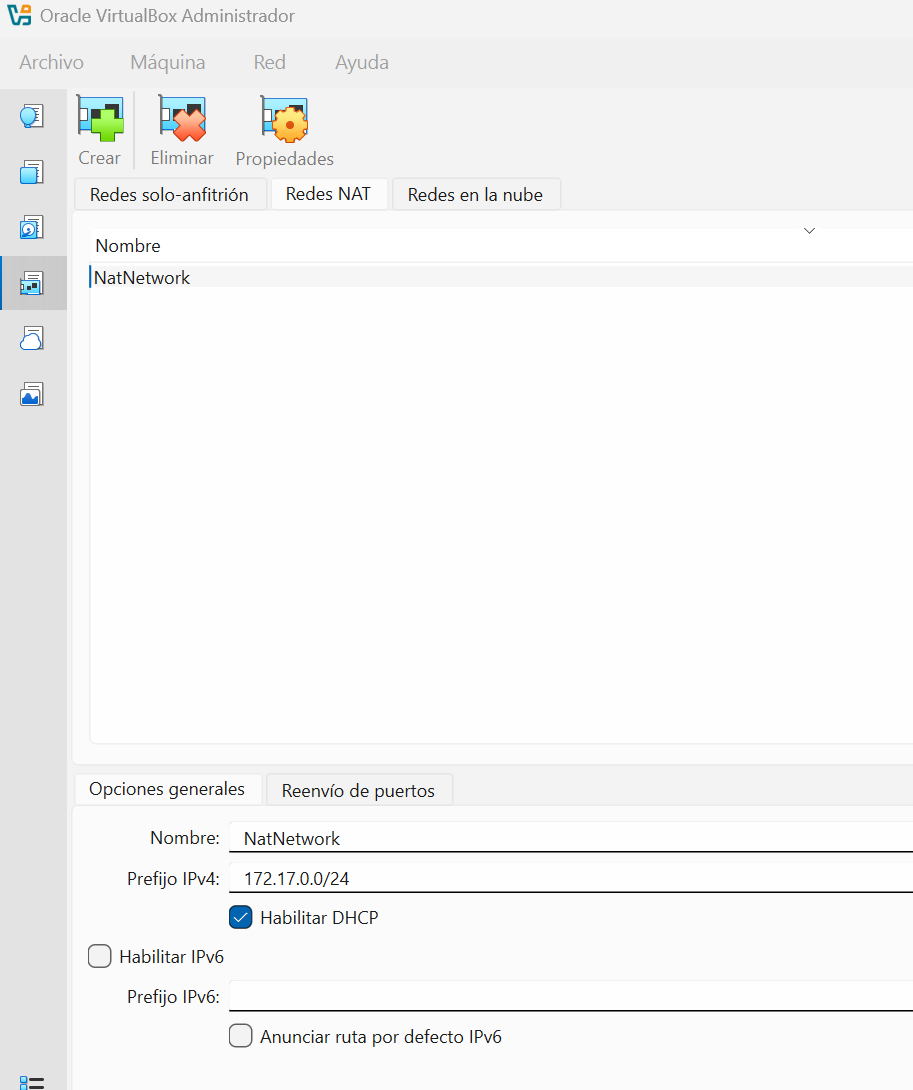 Oracle VirtualBox Administrador
Archivo Máquina Red Ayuda
Crear Eliminar Propiedades
Redes solo-anfitrión Redes NAT Redes en la nube
Nombre
NatNetwork
Opciones generales Reenvío de puertos
Nombre: NatNetwork
Prefijo IPv4: 172.17.0.0/24
Habilitar DHCP
Habilitar IPv6
Prefijo IPv6:
Anunciar ruta por defecto IPv6